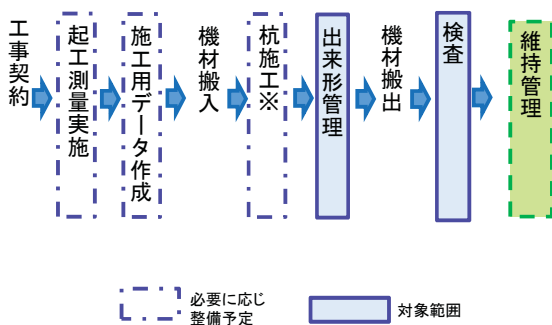 工事契約
起工測量実施
施工用データ作成
機材搬入
杭施工※
出来形管理
機材搬出
検査
維持管理
必要に応じ
整備予定
対象範囲